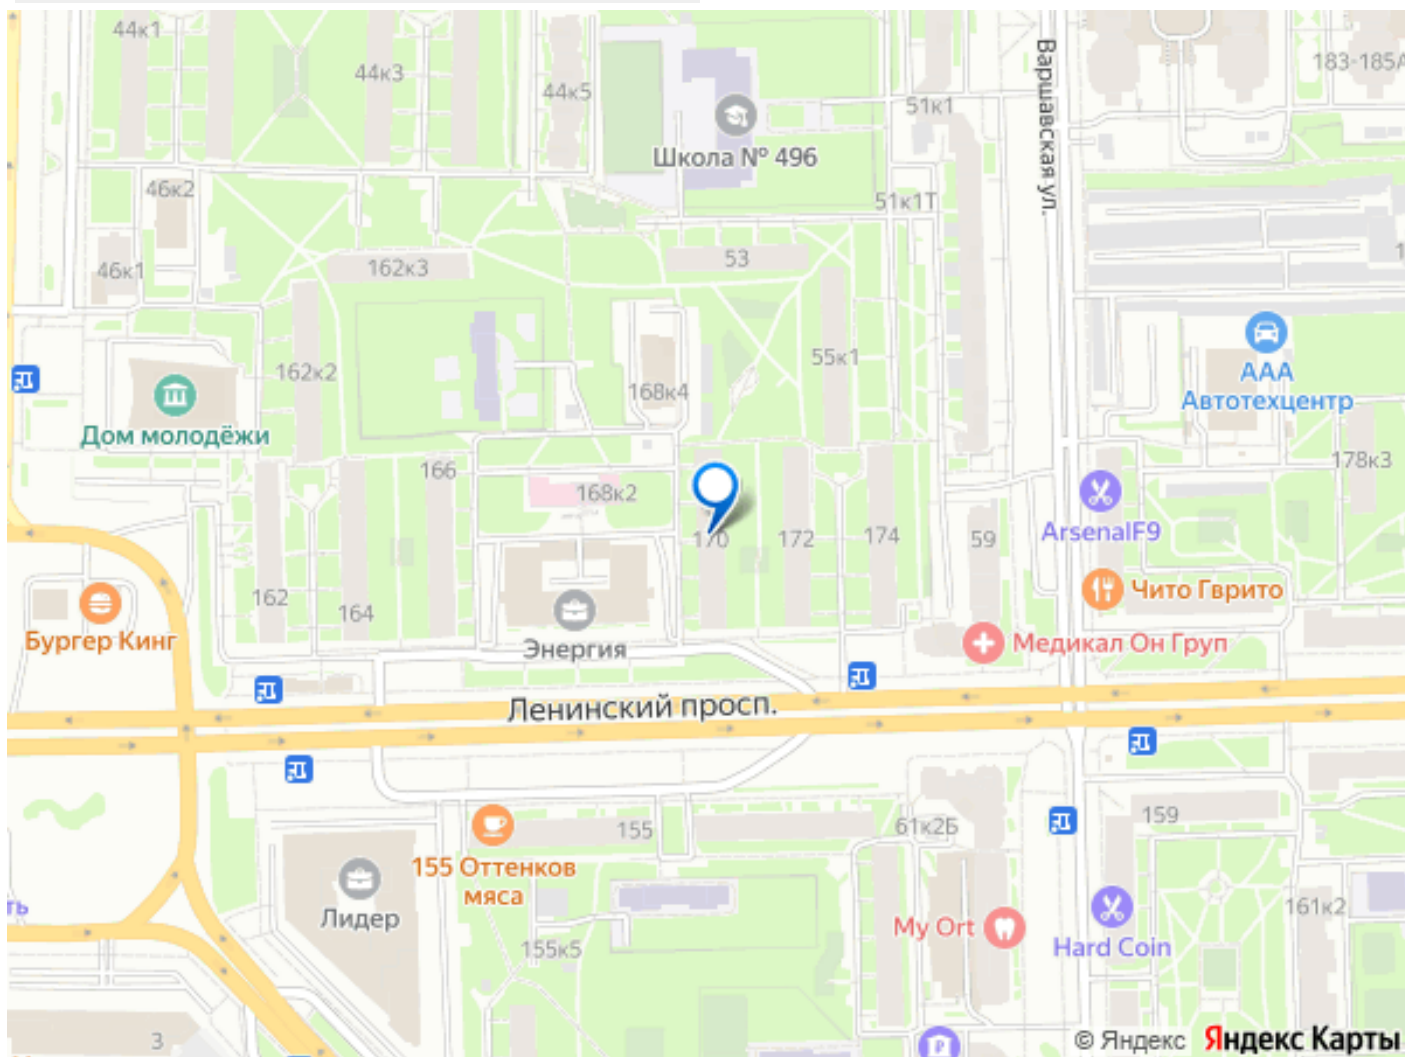 44к1
44к3
44к5
51к1
183-185А
Варшавская ул.
Школа № 496
46к2
51к1Т
46к1
162к3
53
162к2
55к1
168к4
ААА
Автотехцентр
Дом молодёжи
166
168к2
178к3
170
172
174
59
ArsenalF9
162
164
Чито Гврито
Бургер Кинг
Энергия
Медикал Он Груп
Ленинский просп.
155
61к2Б
159
155 Оттенков
мяса
Лидер
161к2
My Ort
Hard Coin
155к5
3
© Яндекс Яндекс Карты